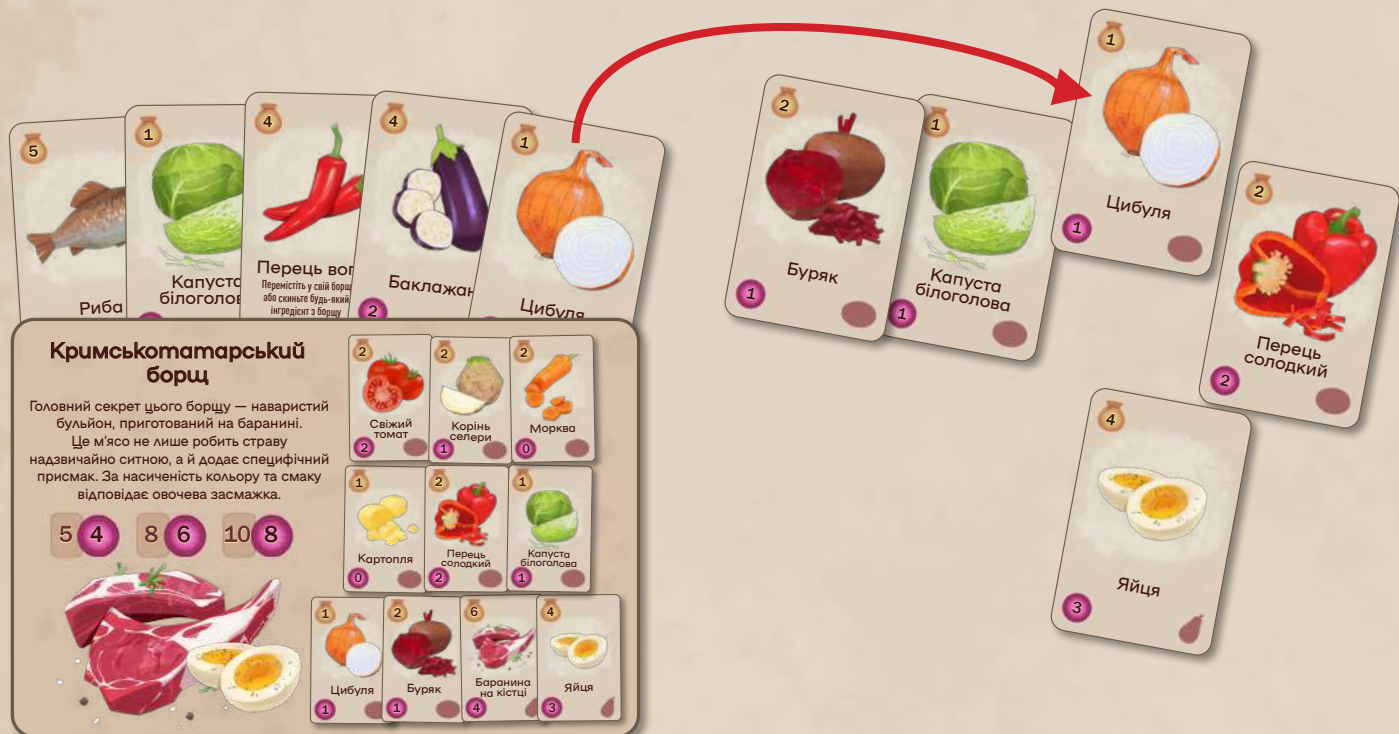 5
Риба
1
Капуста
білоголов
4
Перець вог
Перемістіть у свій борщ
або скиньте будь-який
інгредієнт з борщу
4
Баклажан
2
1
Цибуля
2
Буряк
1
1
Капуста
білоголова
1
1
Цибуля
1
2
Перець
солодкий
2
4
Яйця
3
Кримськотатарський
борщ
Головний секрет цього борщу — наваристий
бульйон, приготований на баранині.
Це м'ясо не лише робить страву
надзвичайно ситною, а й додає специфічний
присмак. За насиченість кольору та смаку
відповідає овочева засмажка.
5 4 8 6 10 8
2
Свіжий
томат
2
2
Корінь
селери
1
2
Морква
0
1
Картопля
0
2
Перець
солодкий
2
1
Капуста
білоголова
1
1
Цибуля
1
2
Буряк
1
6
Баранина
на кістці
4
4
Яйця
3